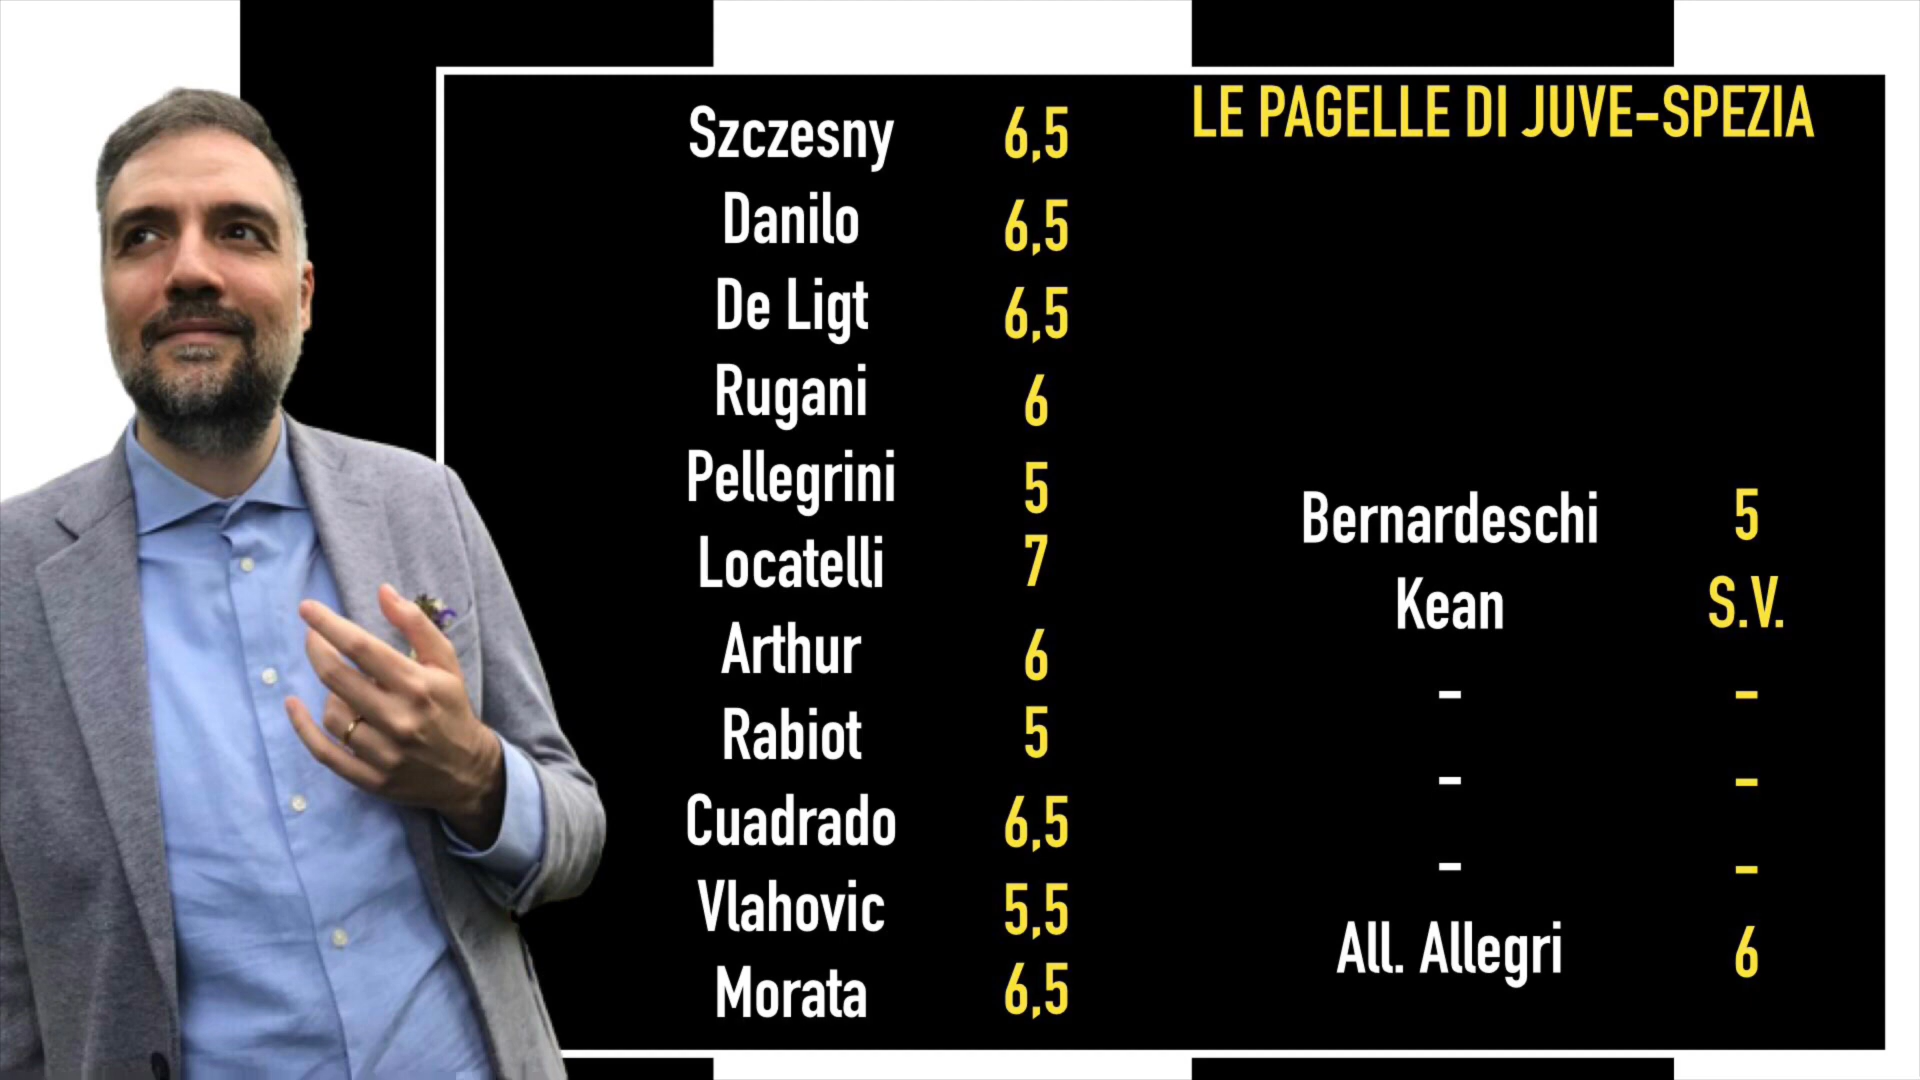 LE PAGELLE DI JUVE-SPEZIA
Szczesny 6,5
Danilo 6,5
De Ligt 6,5
Rugani 6
Pellegrini 5
Locatelli 7
Arthur 6
Rabiot 5
Cuadrado 6,5
Vlahovic 5,5
Morata 6,5
Bernardeschi 5
Kean S.V.
- -
- -
- -
All. Allegri 6